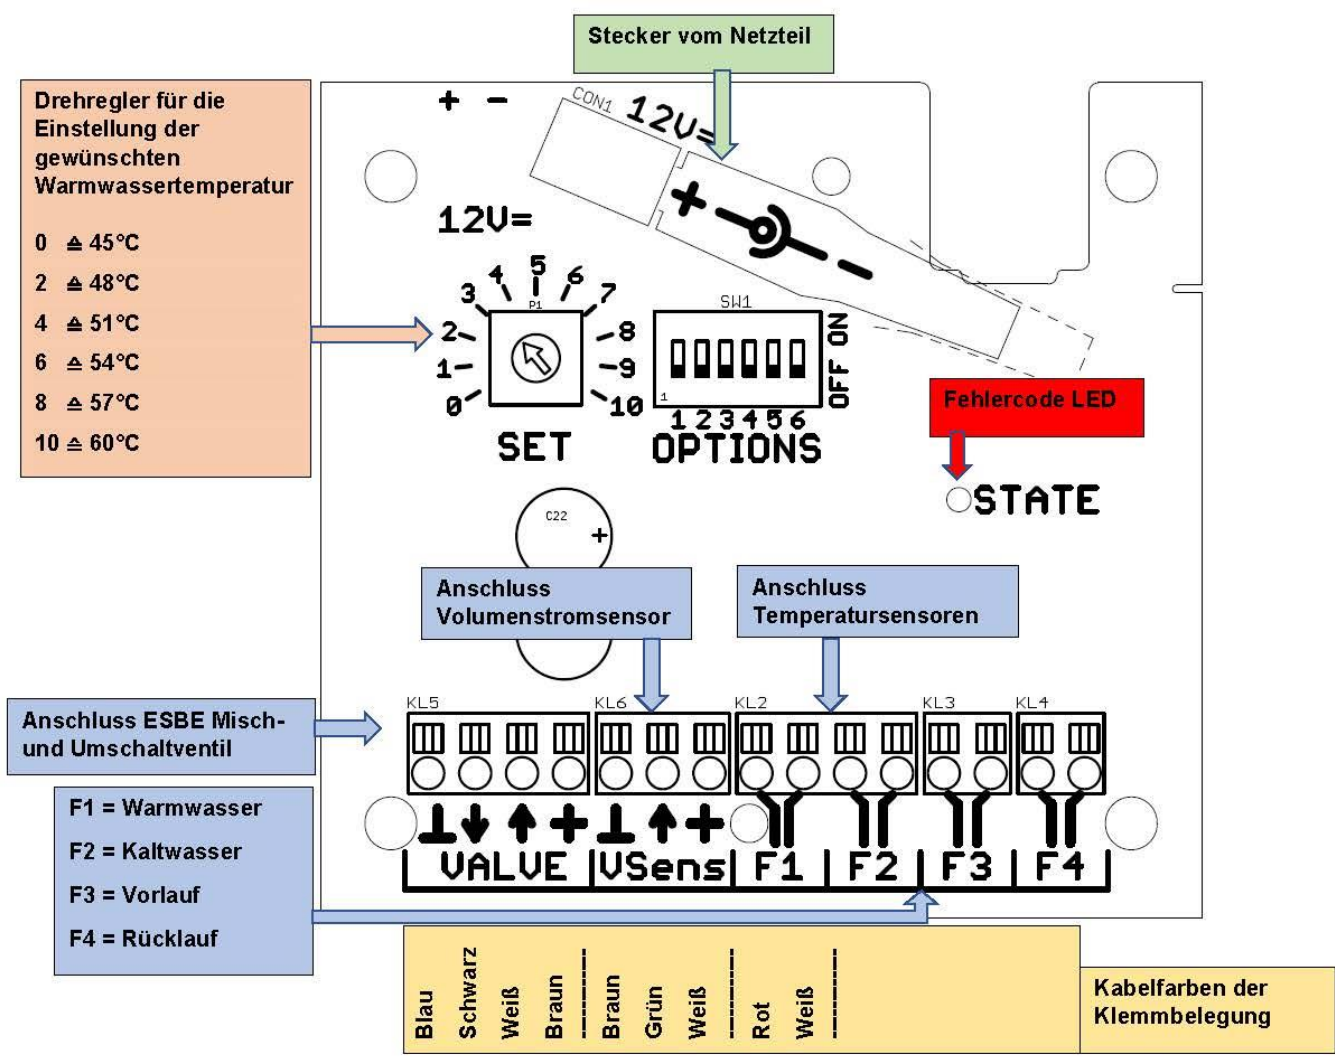 Stecker vom Netzteil
Drehregler für die
Einstellung der
gewünschten
Warmwassertemperatur
0 ≙ 45°C
2 ≙ 48°C
4 ≙ 51°C
6 ≙ 54°C
8 ≙ 57°C
10 ≙ 60°C
+ -
CON1
12V=
+ -
12V=
0 1 2 3 4 5 6 7 8 9 10
P1
SET
SW1
1
OFF ON
1 2 3 4 5 6
OPTIONS
Fehlercode LED
STATE
C22
+
Anschluss
Volumenstromsensor
Anschluss
Temperatursensoren
Anschluss ESBE Misch-
und Umschaltventil
KL5 KL6 KL2 KL3 KL4
F1 = Warmwasser
F2 = Kaltwasser
F3 = Vorlauf
F4 = Rücklauf
⊥ ↓ ↑ + ⊥ ↑ +
VALVE VSens F1 F2 F3 F4
Blau
Schwarz
Weiß
Braun
Braun
Grün
Weiß
Rot
Weiß
Kabelfarben der
Klemmbelegung